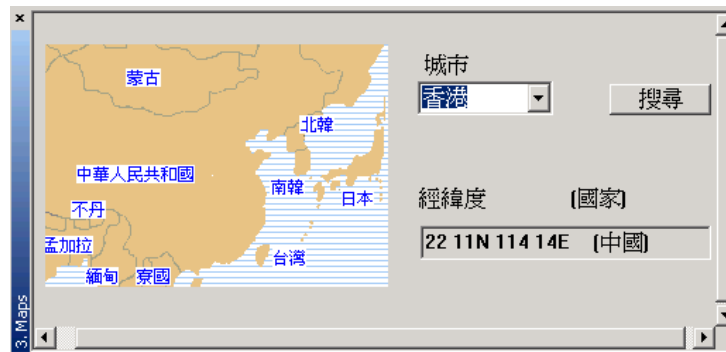 3. Maps
蒙古
北韓
中華人民共和國
南韓
日本
不丹
孟加拉
台灣
緬甸
寮國
城市
香港
搜尋
經緯度 (國家)
22 11N 114 14E (中國)